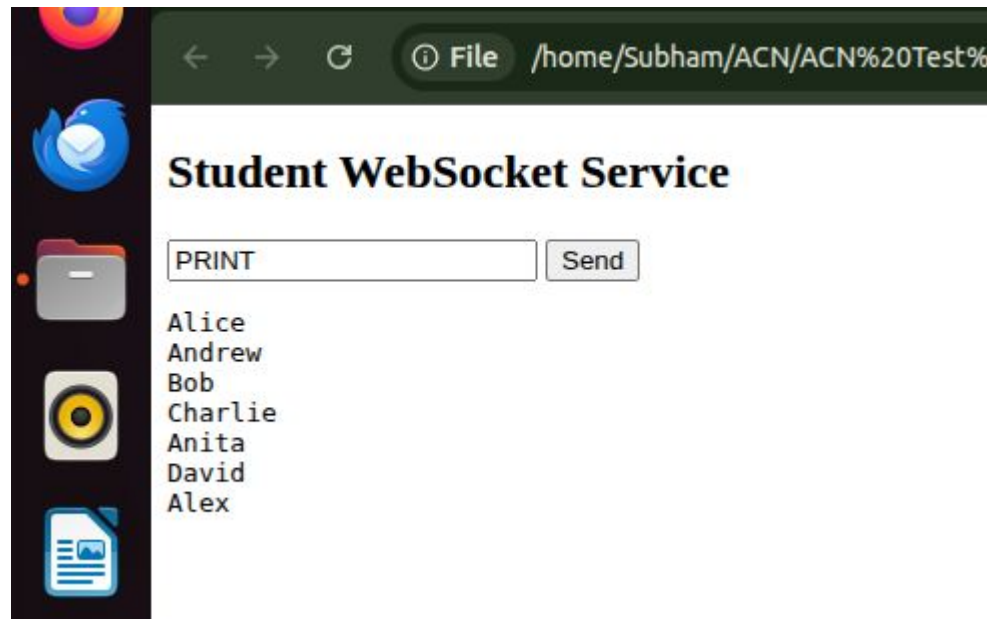 File /home/Subham/ACN/ACN%20Test%
Student WebSocket Service
PRINT Send
Alice
Andrew
Bob
Charlie
Anita
David
Alex